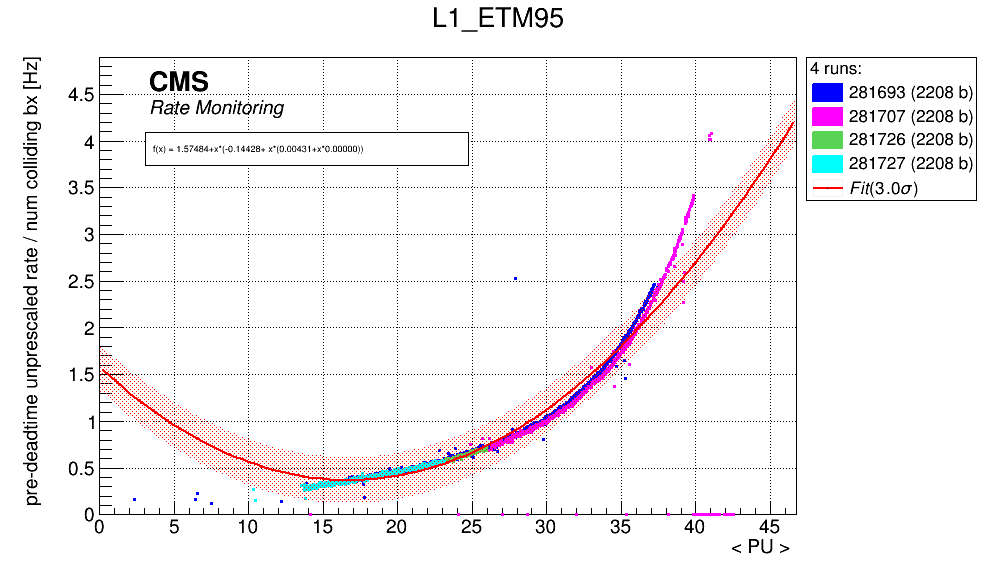 L1_ETM95
pre-deadtime unprescaled rate / num colliding bx [Hz]
CMS
Rate Monitoring
f(x) = 1.57484+x*(-0.14428+ x*(0.00431+x*0.00000))
4.5
4
3.5
3
2.5
2
1.5
1
0.5
0
0 5 10 15 20 25 30 35 40 45
< PU >
4 runs:
281693 (2208 b)
281707 (2208 b)
281726 (2208 b)
281727 (2208 b)
Fit(3.0σ)